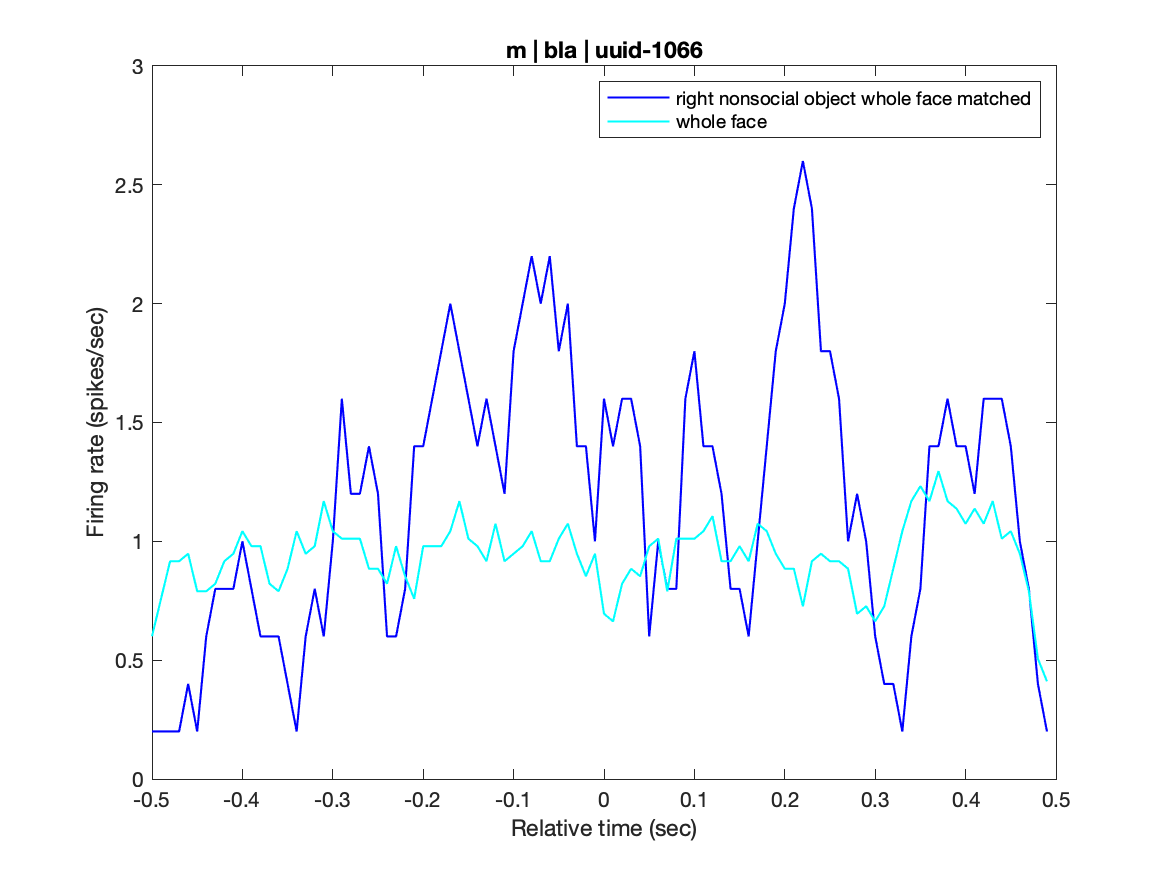 m | bla | uuid-1066
right nonsocial object whole face matched
whole face
3
2.5
2
1.5
1
0.5
0
Firing rate (spikes/sec)
-0.5 -0.4 -0.3 -0.2 -0.1 0 0.1 0.2 0.3 0.4 0.5
Relative time (sec)